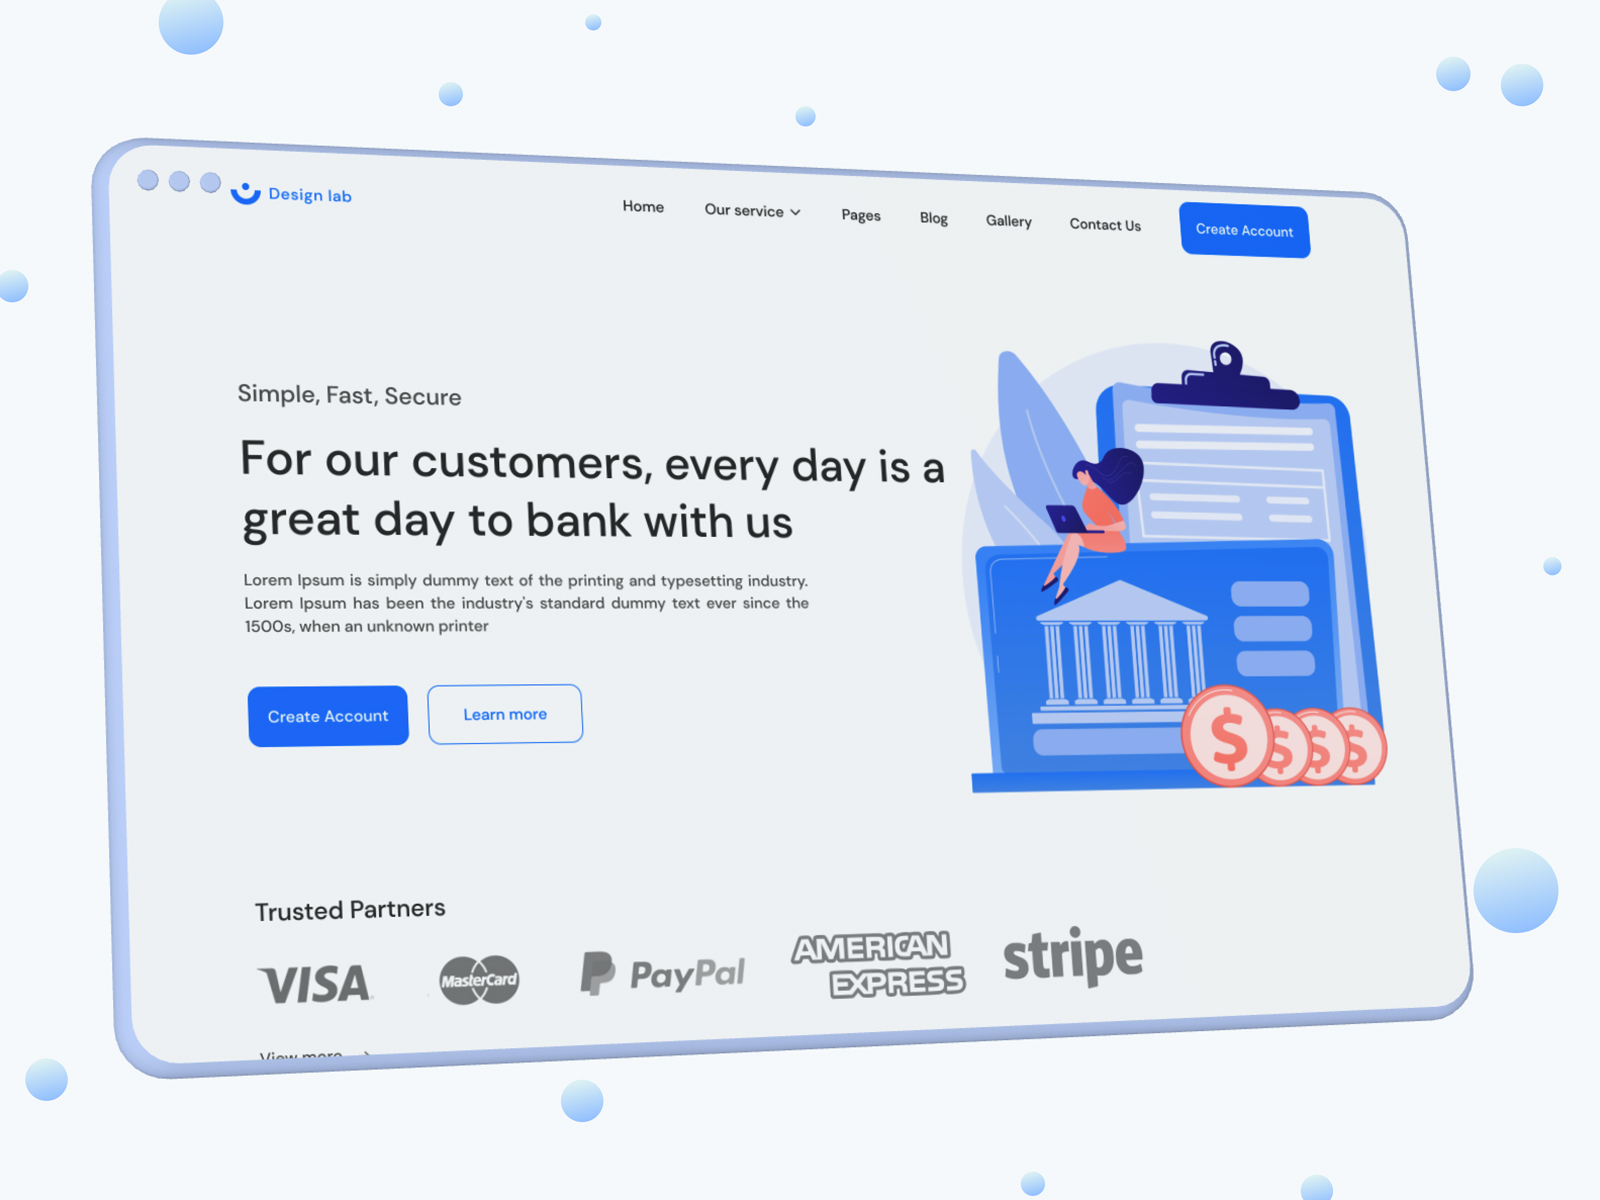 Design lab
Home
Our service
Pages
Blog
Gallery
Contact Us
Create Account
Simple, Fast, Secure
For our customers, every day is a
great day to bank with us
Lorem Ipsum is simply dummy text of the printing and typesetting industry.
Lorem Ipsum has been the industry's standard dummy text ever since the
1500s, when an unknown printer
Create Account
Learn more
$ $ $ $
Trusted Partners
VISA
MasterCard
PayPal
AMERICAN
EXPRESS
stripe
View more